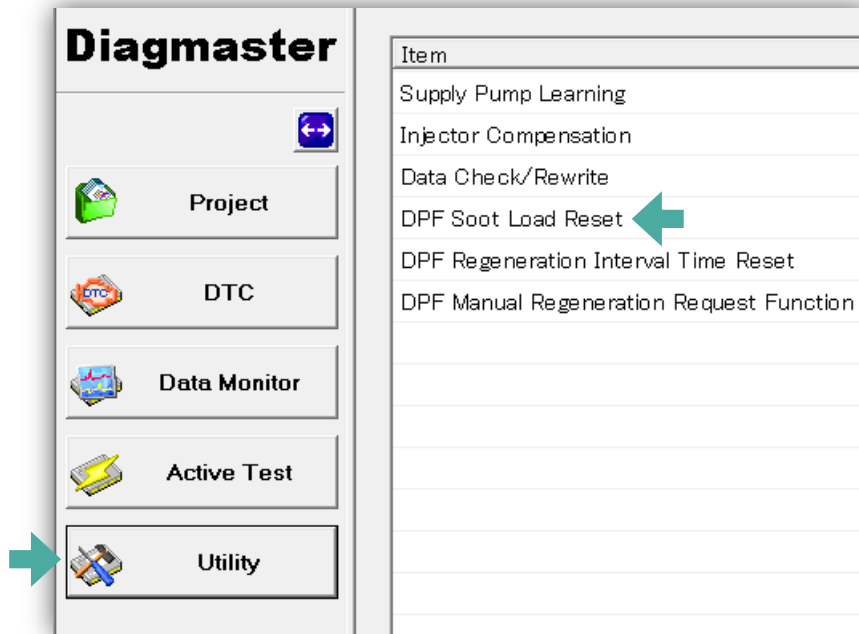 Diagmaster
Project
DTC
DTC
Data Monitor
Active Test
Utility
Item
Supply Pump Learning
Injector Compensation
Data Check/Rewrite
DPF Soot Load Reset
DPF Regeneration Interval Time Reset
DPF Manual Regeneration Request Function